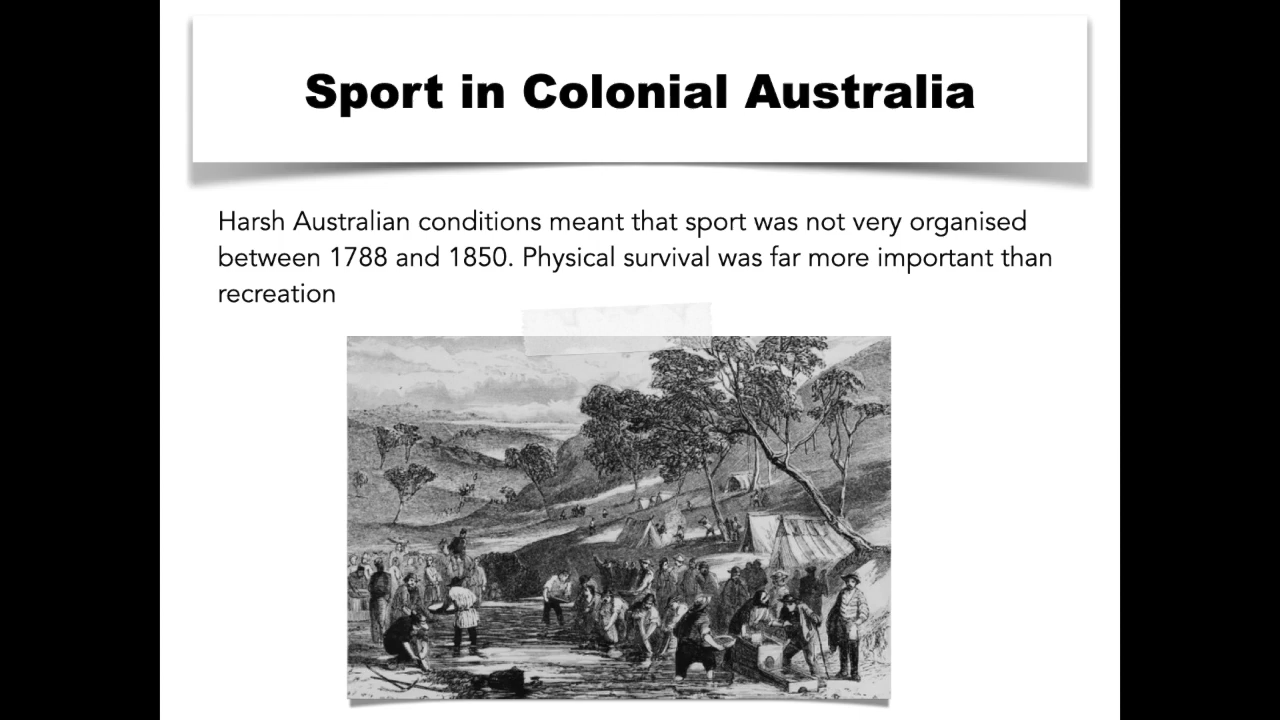 Sport in Colonial Australia
Harsh Australian conditions meant that sport was not very organised
between 1788 and 1850. Physical survival was far more important than
recreation